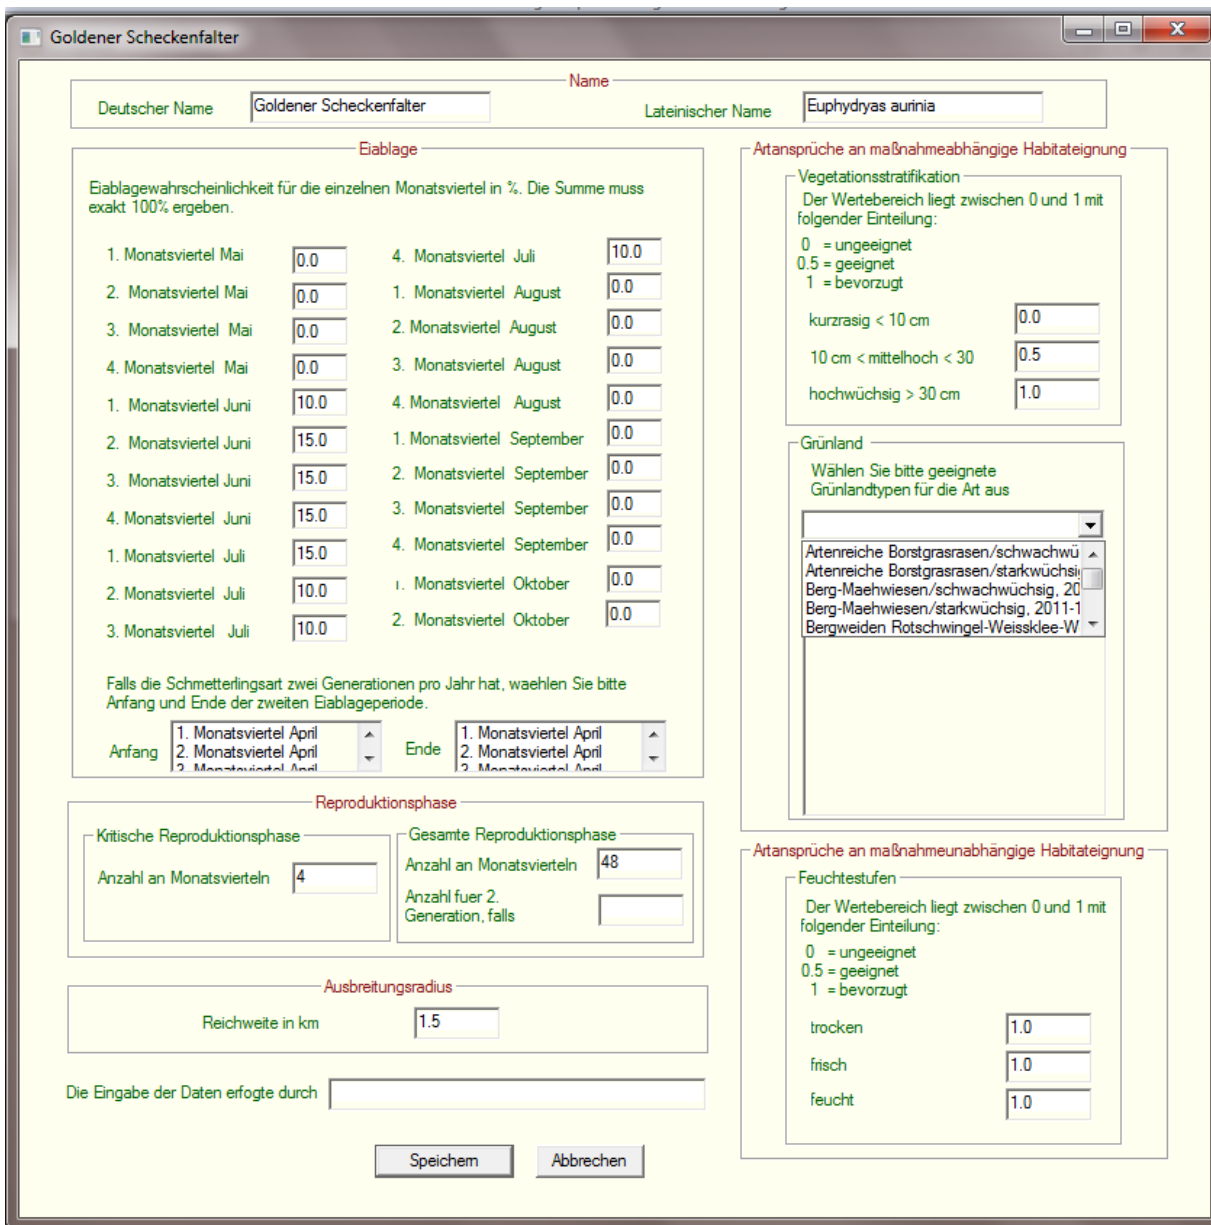 Goldener Scheckenfalter
Name
Deutscher Name Goldener Scheckenfalter Lateinischer Name Euphydryas aurinia
Eiablage
Eiablagewahrscheinlichkeit für die einzelnen Monatsviertel in %. Die Summe muss
exakt 100% ergeben.
1. Monatsviertel Mai 0.0
2. Monatsviertel Mai 0.0
3. Monatsviertel Mai 0.0
4. Monatsviertel Mai 0.0
1. Monatsviertel Juni 10.0
2. Monatsviertel Juni 15.0
3. Monatsviertel Juni 15.0
4. Monatsviertel Juni 15.0
1. Monatsviertel Juli 15.0
2. Monatsviertel Juli 10.0
3. Monatsviertel Juli 10.0
4. Monatsviertel Juli 10.0
1. Monatsviertel August 0.0
2. Monatsviertel August 0.0
3. Monatsviertel August 0.0
4. Monatsviertel August 0.0
1. Monatsviertel September 0.0
2. Monatsviertel September 0.0
3. Monatsviertel September 0.0
4. Monatsviertel September 0.0
1. Monatsviertel Oktober 0.0
2. Monatsviertel Oktober 0.0
Falls die Schmetterlingsart zwei Generationen pro Jahr hat, waehlen Sie bitte
Anfang und Ende der zweiten Eiablageperiode.
Anfang
1. Monatsviertel April
2. Monatsviertel April
3. Monatsviertel April
Ende
1. Monatsviertel April
2. Monatsviertel April
3. Monatsviertel April
Reproduktionsphase
Kritische Reproduktionsphase
Anzahl an Monatsvierteln 4
Gesamte Reproduktionsphase
Anzahl an Monatsvierteln 48
Anzahl fuer 2.
Generation, falls
Ausbreitungsradius
Reichweite in km 1.5
Die Eingabe der Daten erfogte durch
Speichern Abbrechen
Artansprüche an maßnahmeabhängige Habitateignung
Vegetationsstratifikation
Der Wertebereich liegt zwischen 0 und 1 mit
folgender Einteilung:
0 = ungeeignet
0.5 = geeignet
1 = bevorzugt
kurzrasig < 10 cm 0.0
10 cm < mittelhoch < 30 0.5
hochwüchsig > 30 cm 1.0
Grünland
Wählen Sie bitte geeignete
Grünlandtypen für die Art aus
Artenreiche Borstgrasrasen/schwachwü
Artenreiche Borstgrasrasen/starkwüchsi
Berg-Maehwiesen/schwachwüchsig, 20
Berg-Maehwiesen/starkwüchsig, 2011-1
Bergweiden Rotschwingel-Weissklee-W
Artansprüche an maßnahmeunabhängige Habitateignung
Feuchtestufen
Der Wertebereich liegt zwischen 0 und 1 mit
folgender Einteilung:
0 = ungeeignet
0.5 = geeignet
1 = bevorzugt
trocken 1.0
frisch 1.0
feucht 1.0